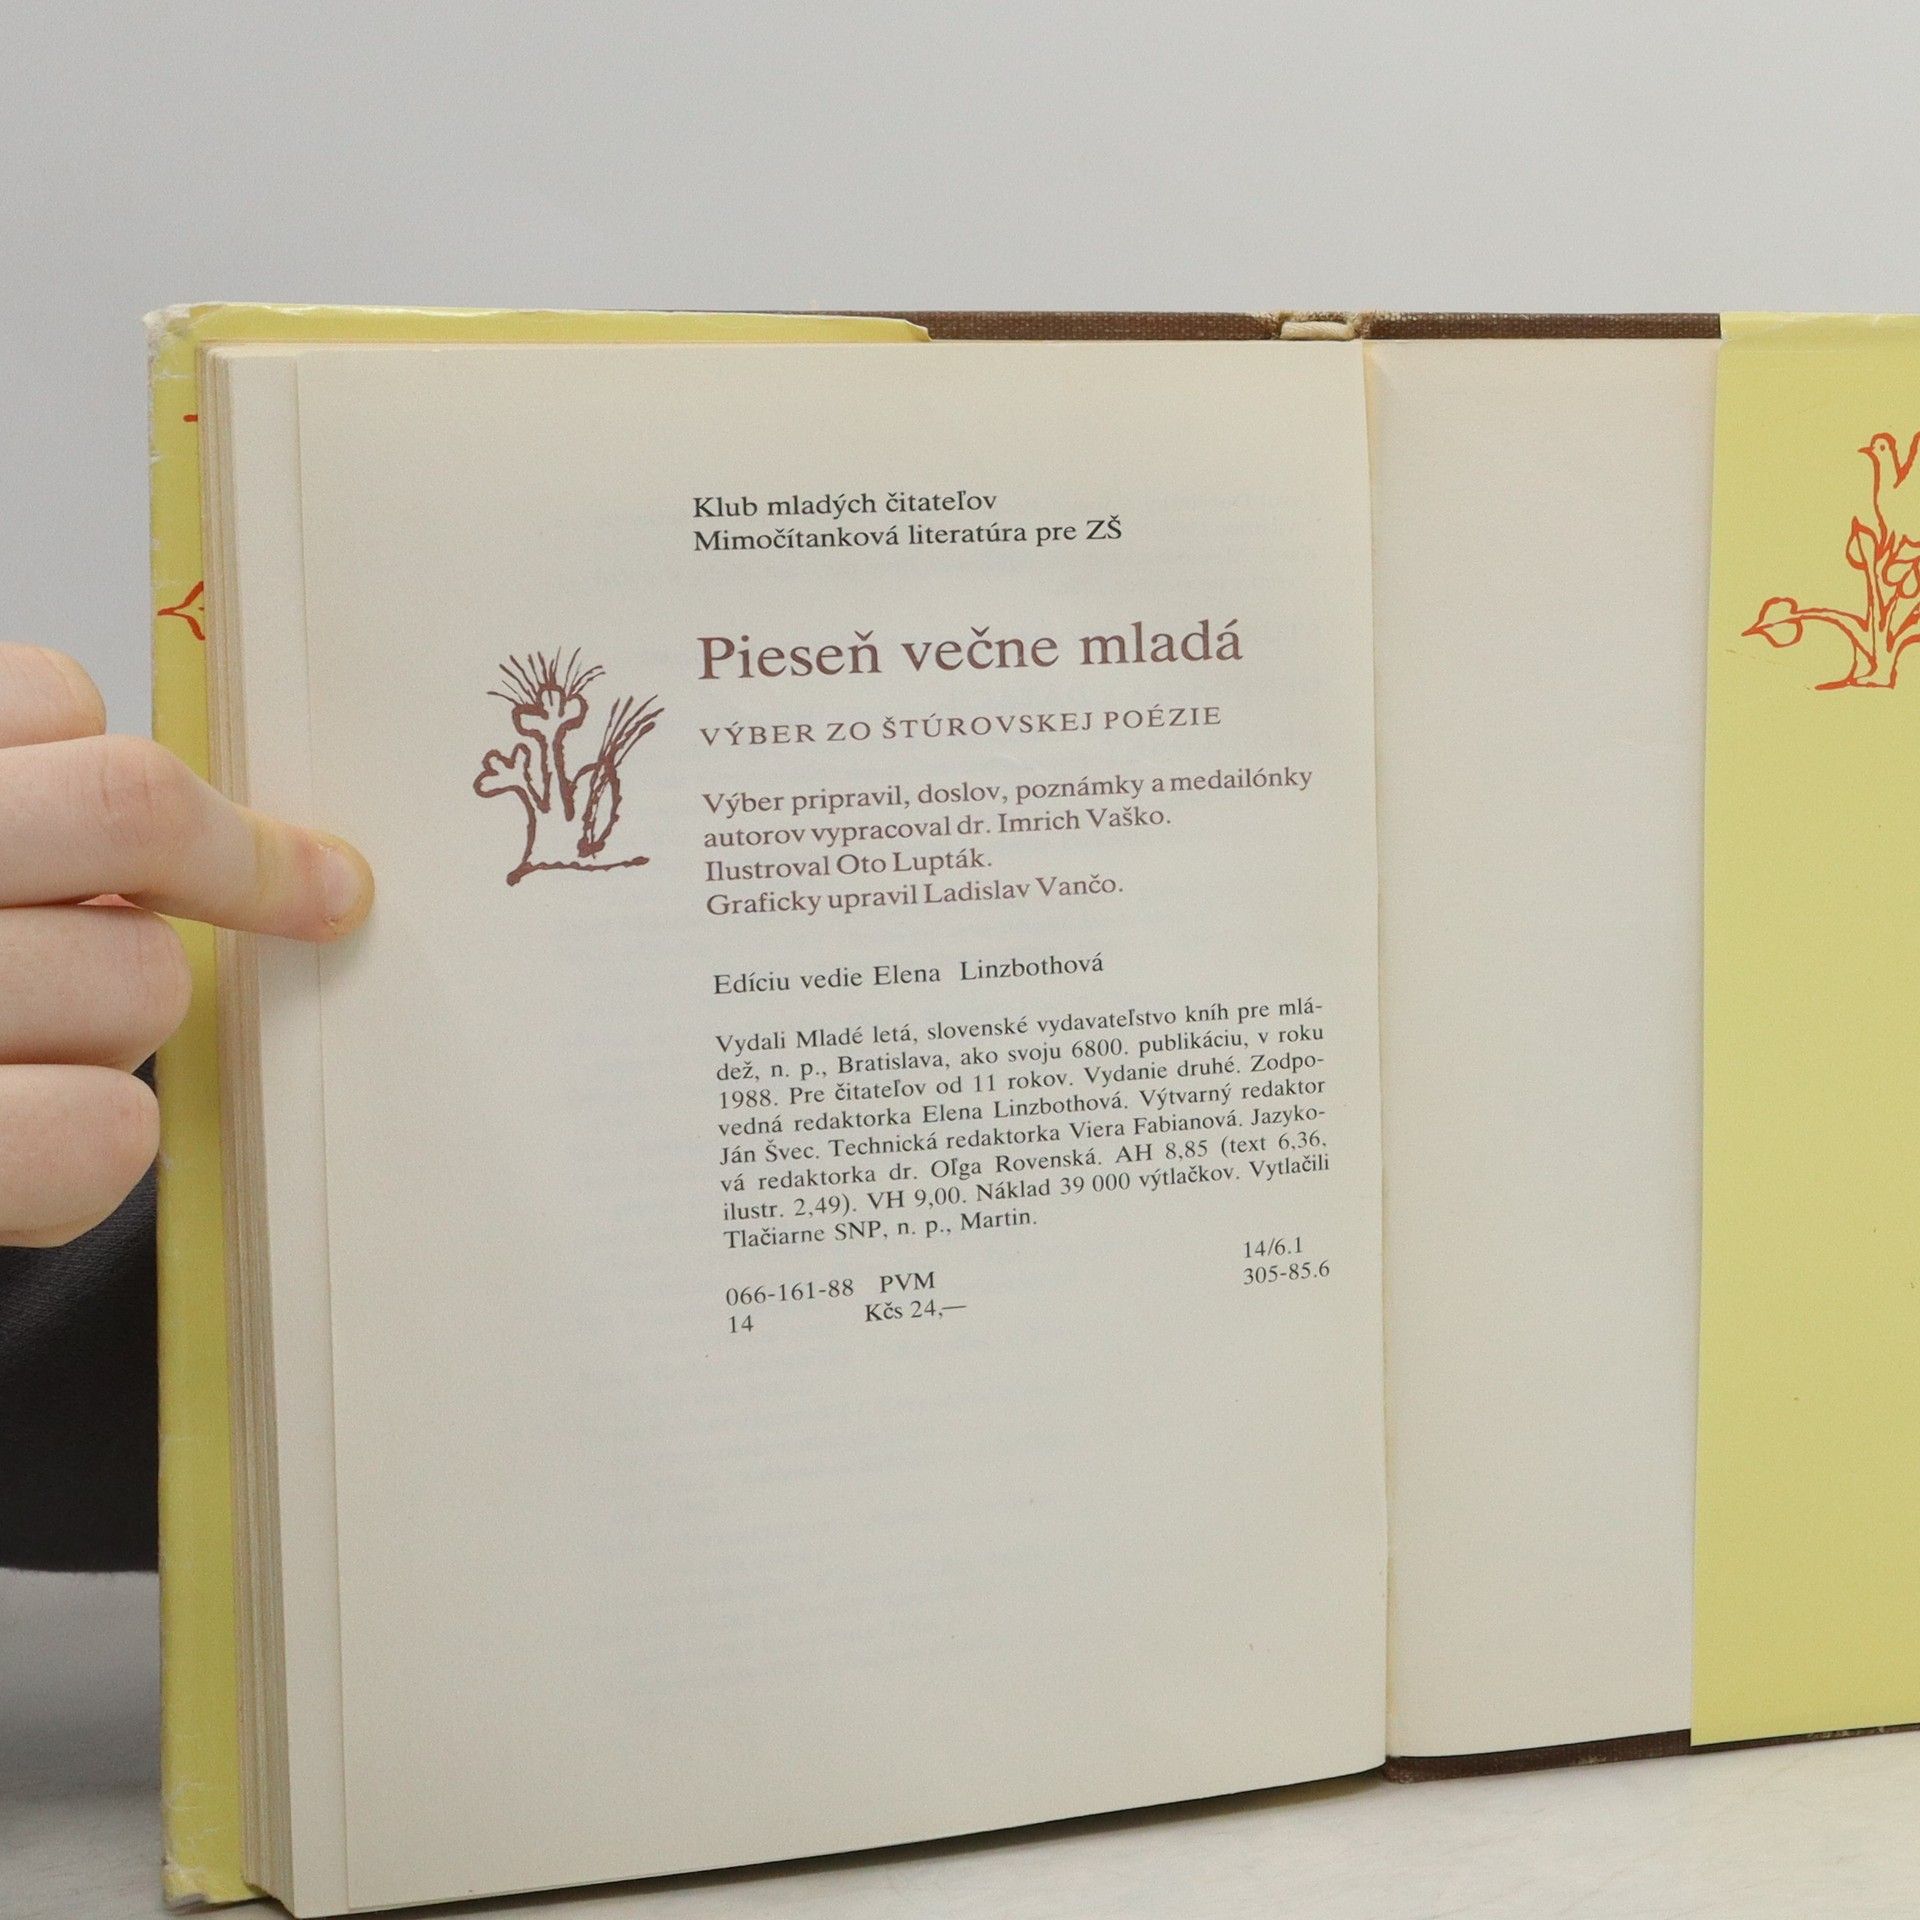 Klub mladých čitateľov
Mimočítanková literatúra pre ZŠ
Pieseň večne mladá
VÝBER ZO ŠTÚROVSKEJ POÉZIE
Výber pripravil, doslov, poznámky a medailónky
autorov vypracoval dr. Imrich Vaško.
Ilustroval Oto Lupták.
Graficky upravil Ladislav Vančo.
Edíciu vedie Elena Linzbothová
Vydali Mladé letá, slovenské vydavateľstvo kníh pre mlá-
dež, n. p., Bratislava, ako svoju 6800. publikáciu, v roku
1988. Pre čitateľov od 11 rokov. Vydanie druhé. Zodpo-
vedná redaktorka Elena Linzbothová. Výtvarný redaktor
Ján Švec. Technická redaktorka Viera Fabianová. Jazyko-
vá redaktorka dr. Oľga Rovenská. AH 8,85 (text 6,36,
ilustr. 2,49). VH 9,00. Náklad 39 000 výtlačkov. Vytlačili
Tlačiarne SNP, n. p., Martin.
14/6.1
066-161-88 PVM 305-85.6
14 Kčs 24,—